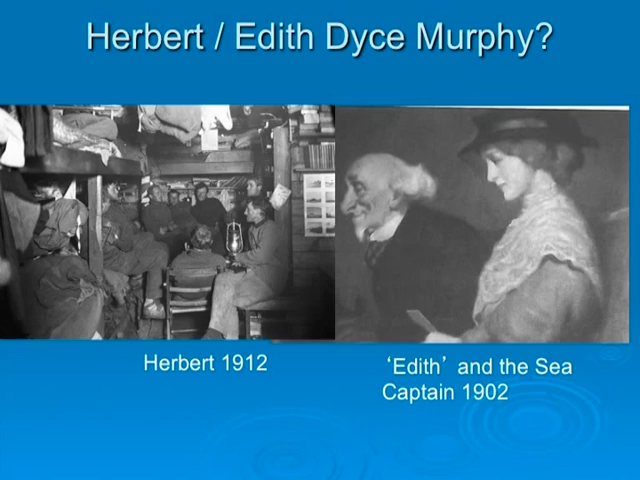 Herbert / Edith Dyce Murphy?
Herbert 1912
‘Edith’ and the Sea
Captain 1902